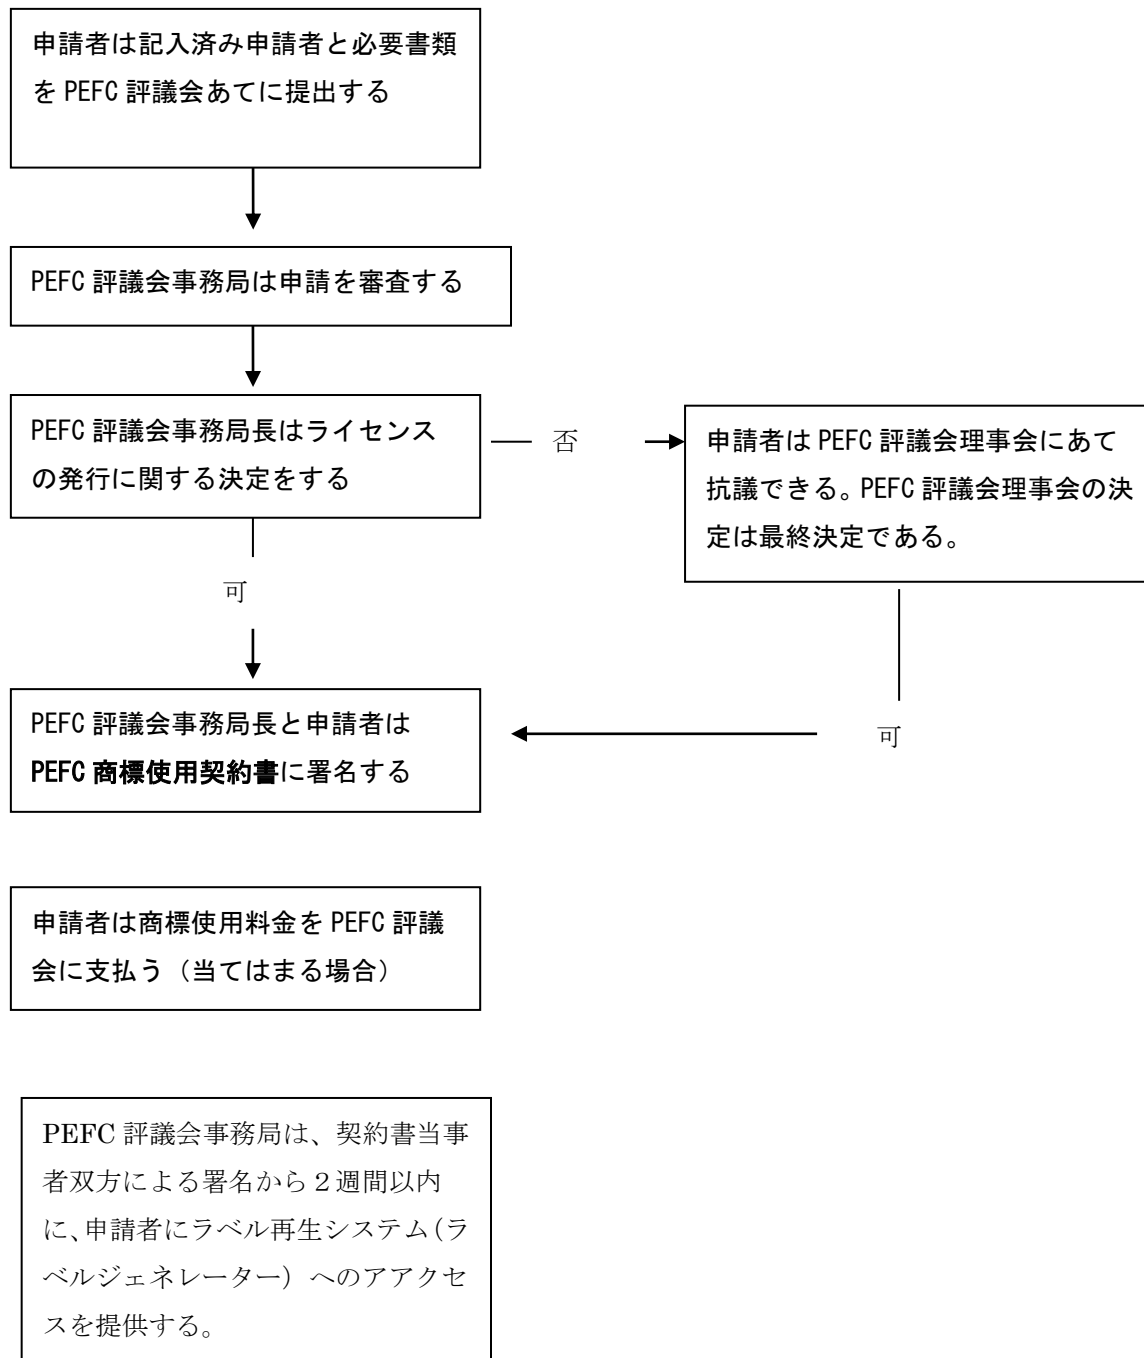 申請者は記入済み申請者と必要書類
を PEFC 評議会あてに提出する
PEFC 評議会事務局は申請を審査する
PEFC 評議会事務局長はライセンス
の発行に関する決定をする
否
申請者は PEFC 評議会理事会にあて
抗議できる。PEFC 評議会理事会の決
定は最終決定である。
可
PEFC 評議会事務局長と申請者は
PEFC 商標使用契約書に署名する
可
申請者は商標使用料金を PEFC 評議
会に支払う（当てはまる場合）
PEFC 評議会事務局は、契約書当事
者双方による署名から２週間以内
に、申請者にラベル再生システム（ラ
ベルジェネレーター）へのアアクセ
スを提供する。